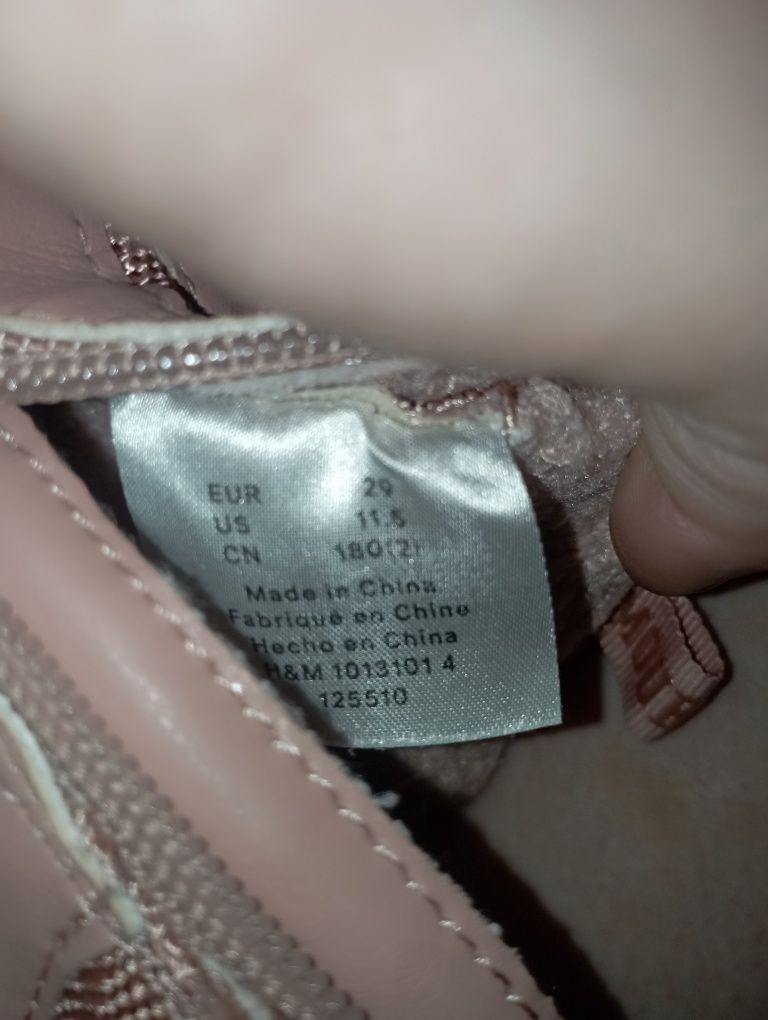 EUR 29
US 11.5
CN 180(2)
Made in China
Fabriqué en Chine
Hecho en China
H&M 1013101 4
125510